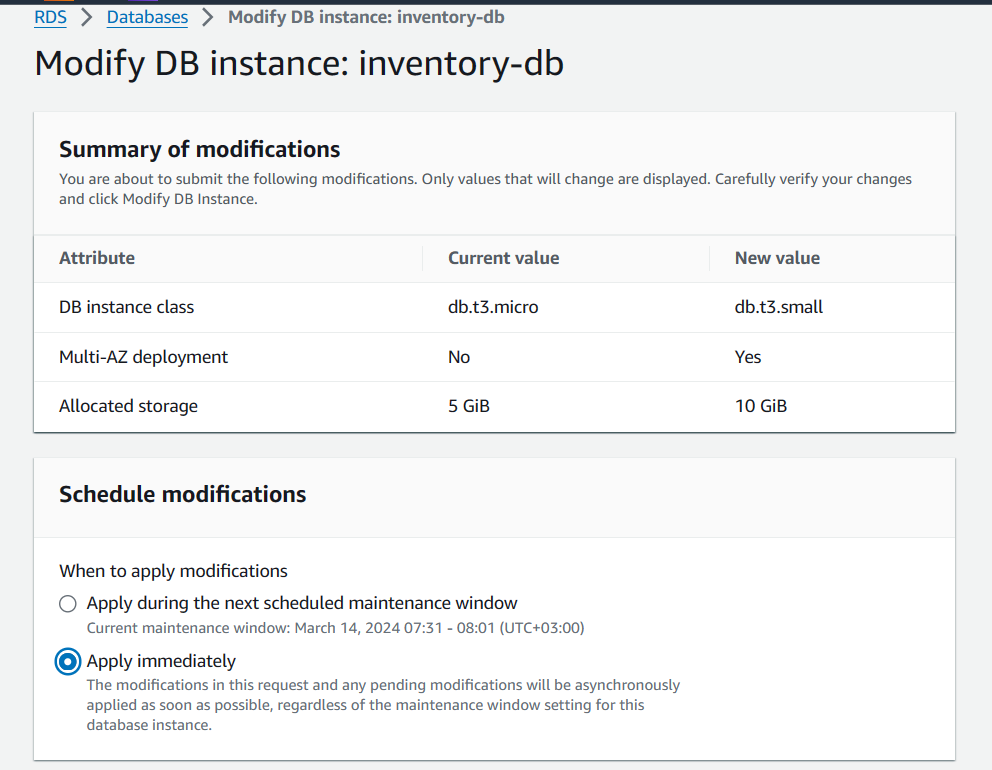 RDS > Databases > Modify DB instance: inventory-db
Modify DB instance: inventory-db
Summary of modifications
You are about to submit the following modifications. Only values that will change are displayed. Carefully verify your changes
and click Modify DB Instance.
Attribute Current value New value
DB instance class db.t3.micro db.t3.small
Multi-AZ deployment No Yes
Allocated storage 5 GiB 10 GiB
Schedule modifications
When to apply modifications
Apply during the next scheduled maintenance window
Current maintenance window: March 14, 2024 07:31 - 08:01 (UTC+03:00)
Apply immediately
The modifications in this request and any pending modifications will be asynchronously
applied as soon as possible, regardless of the maintenance window setting for this
database instance.